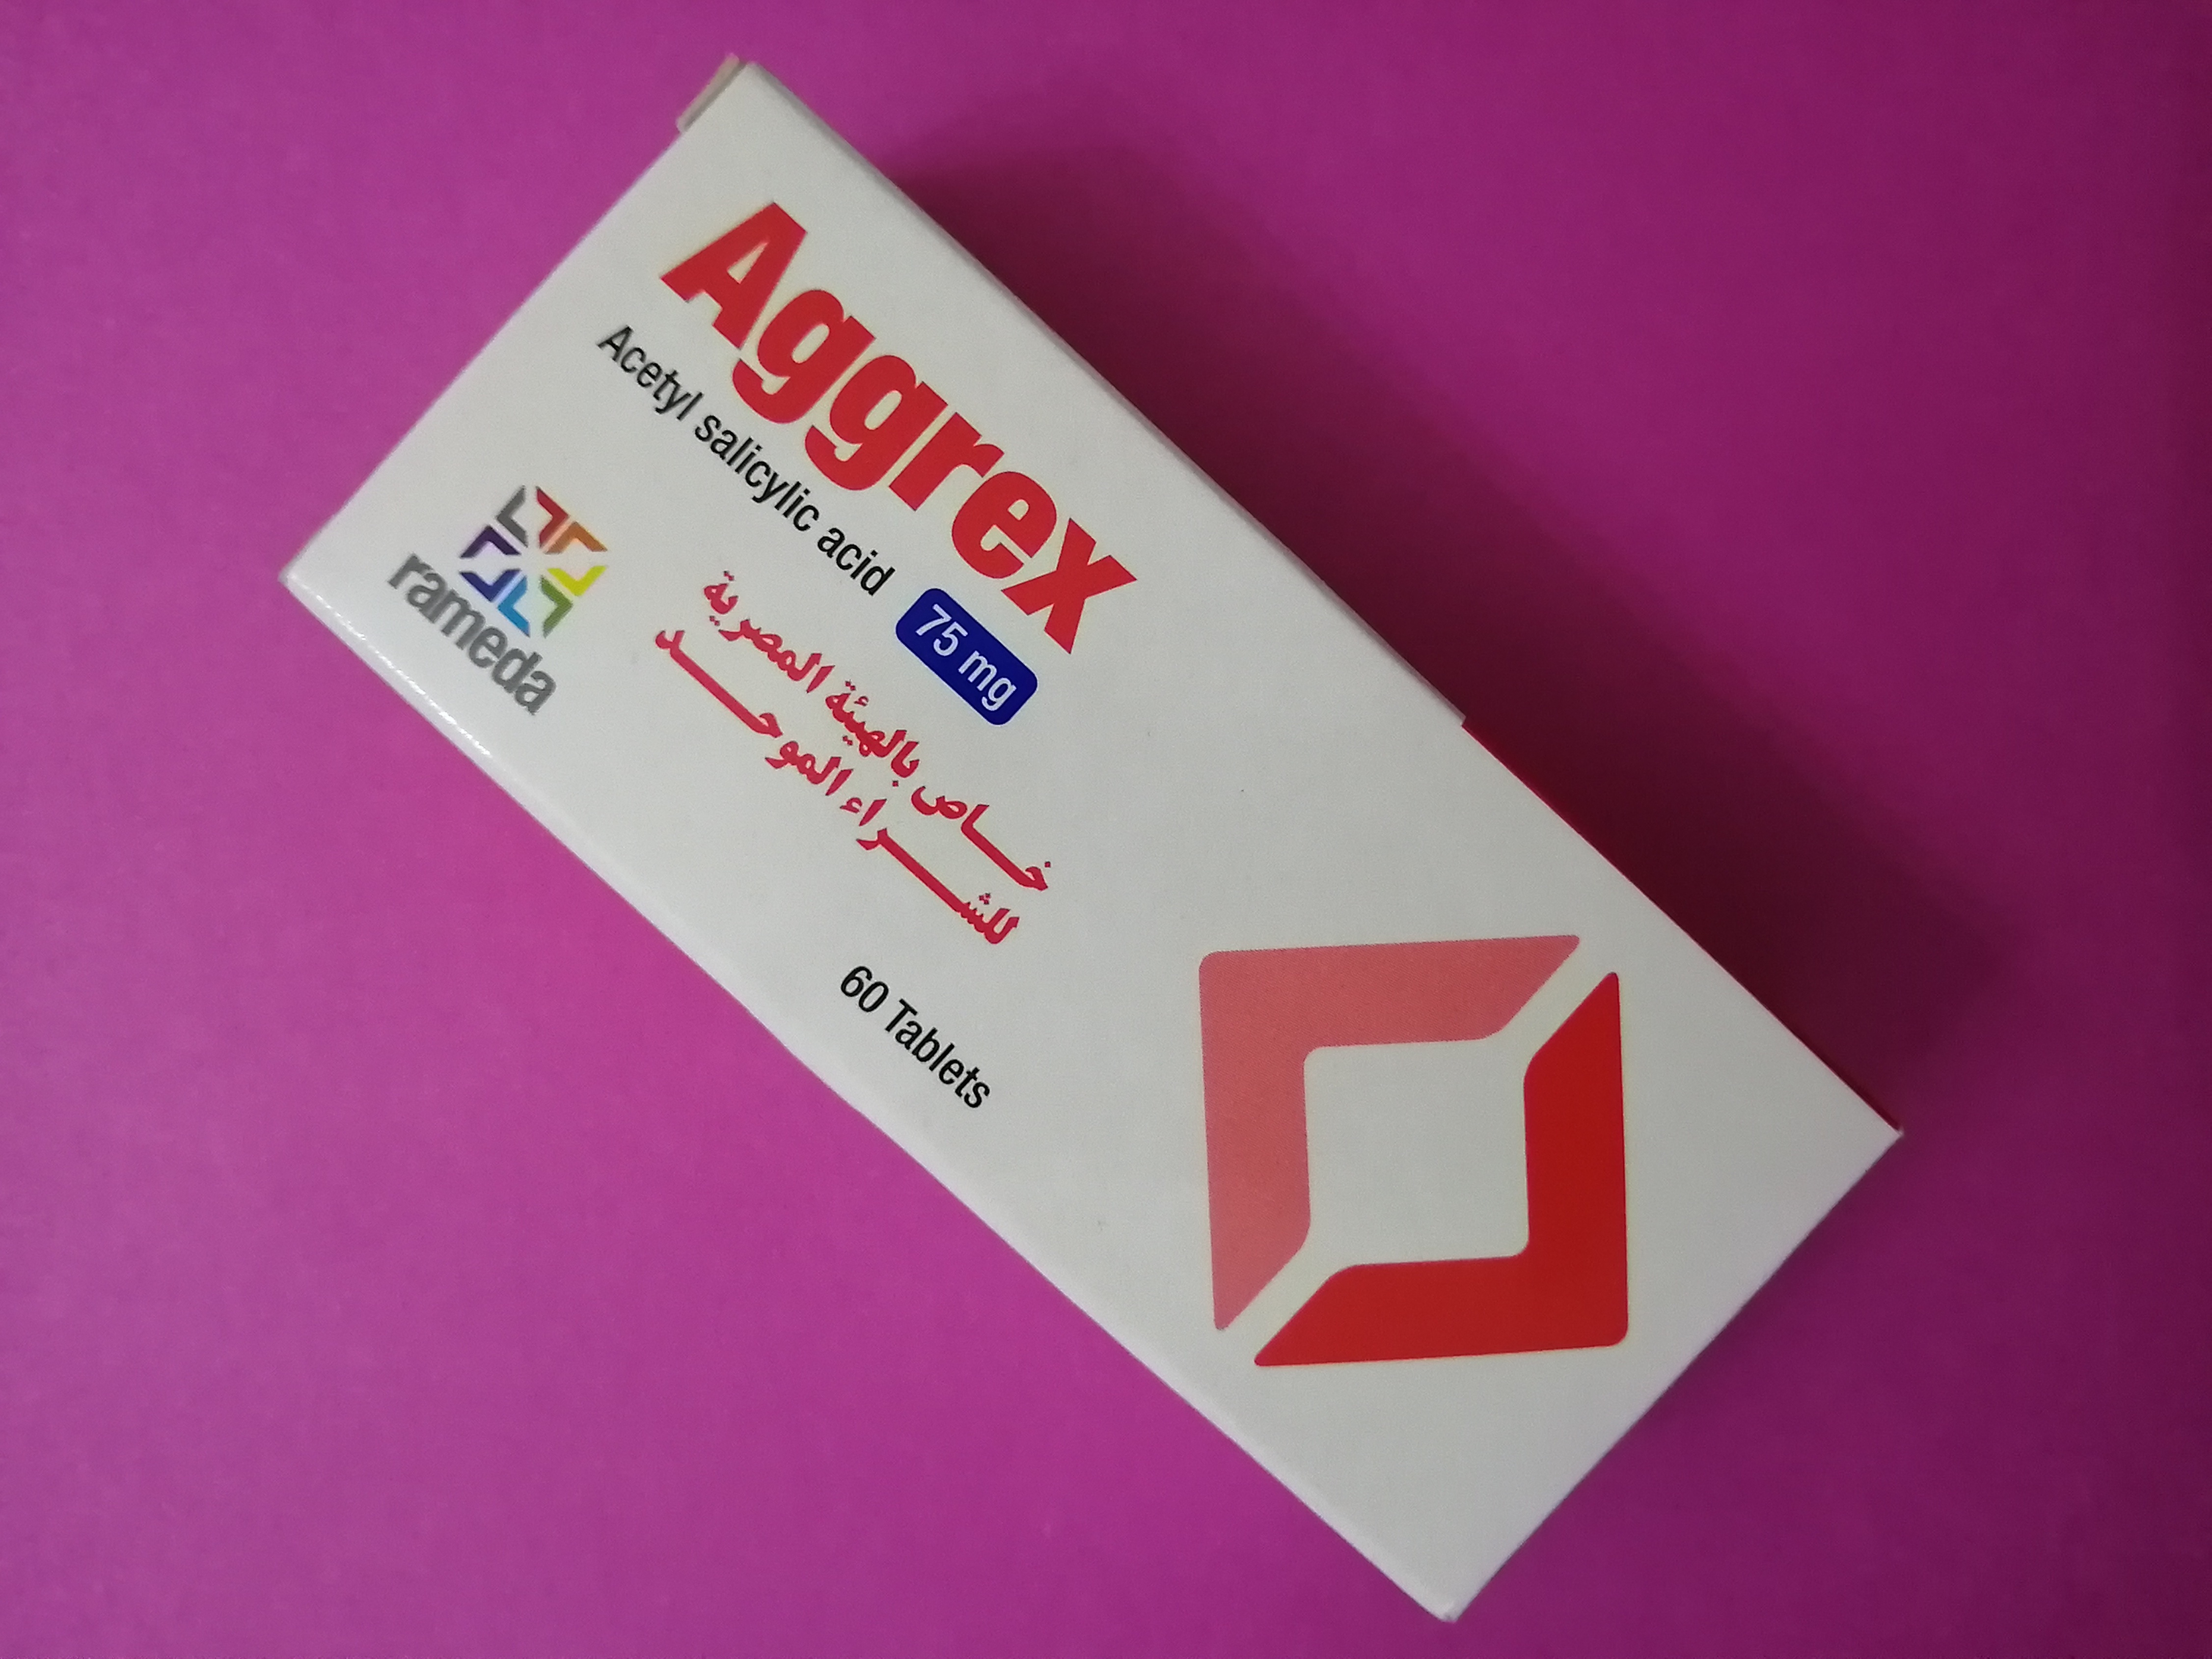 Aggrex
Acetyl salicylic acid 75 mg
خاص بالهيئة المصرية
للشراء الموحد
60 Tablets
rameda